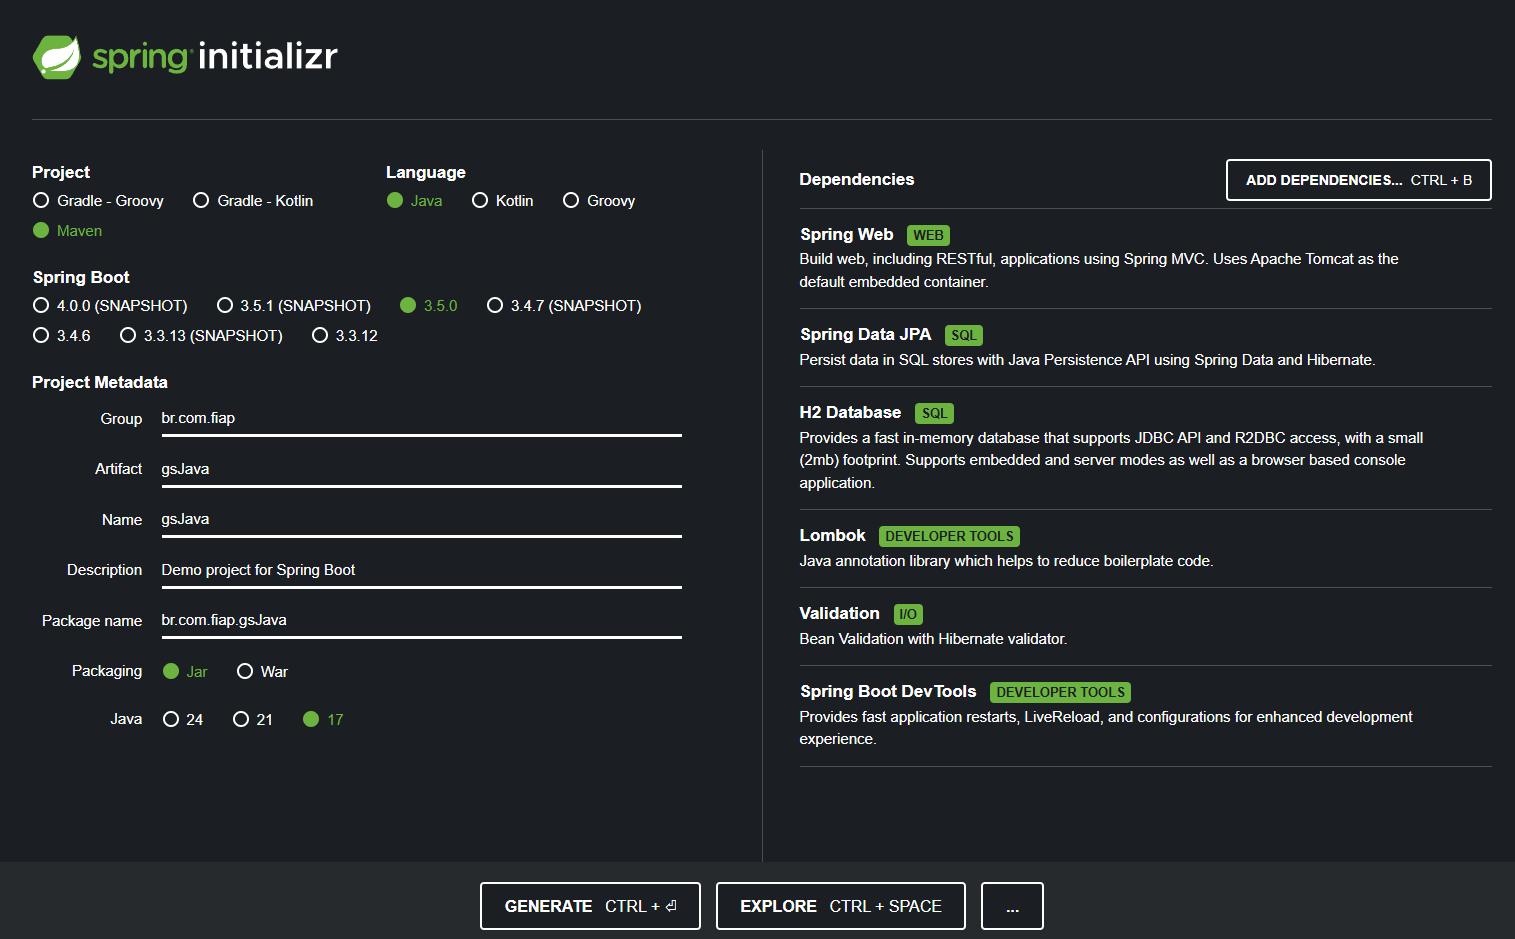 spring initializr
Project
Gradle - Groovy
Gradle - Kotlin
Maven
Language
Java
Kotlin
Groovy
Spring Boot
4.0.0 (SNAPSHOT)
3.5.1 (SNAPSHOT)
3.5.0
3.4.7 (SNAPSHOT)
3.4.6
3.3.13 (SNAPSHOT)
3.3.12
Project Metadata
Group br.com.fiap
Artifact gsJava
Name gsJava
Description Demo project for Spring Boot
Package name br.com.fiap.gsJava
Packaging Jar War
Java 24 21 17
Dependencies
ADD DEPENDENCIES... CTRL + B
Spring Web WEB
Build web, including RESTful, applications using Spring MVC. Uses Apache Tomcat as the
default embedded container.
Spring Data JPA SQL
Persist data in SQL stores with Java Persistence API using Spring Data and Hibernate.
H2 Database SQL
Provides a fast in-memory database that supports JDBC API and R2DBC access, with a small
(2mb) footprint. Supports embedded and server modes as well as a browser based console
application.
Lombok DEVELOPER TOOLS
Java annotation library which helps to reduce boilerplate code.
Validation I/O
Bean Validation with Hibernate validator.
Spring Boot DevTools DEVELOPER TOOLS
Provides fast application restarts, LiveReload, and configurations for enhanced development
experience.
GENERATE CTRL + ⏎
EXPLORE CTRL + SPACE
...